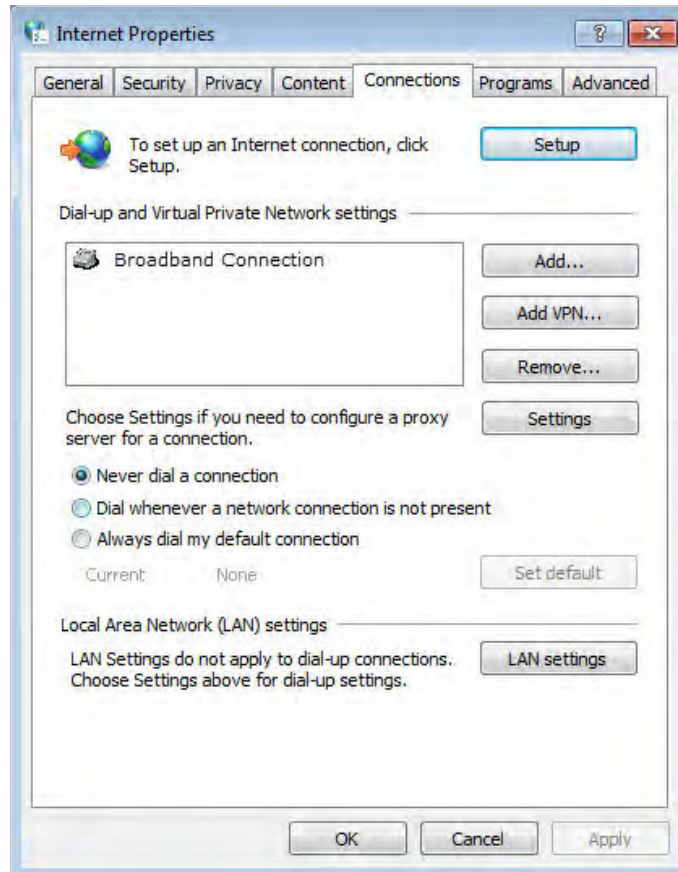 Internet Properties
General Security Privacy Content Connections Programs Advanced
To set up an Internet connection, click
Setup.
Setup
Dial-up and Virtual Private Network settings
Broadband Connection
Add...
Add VPN...
Remove...
Choose Settings if you need to configure a proxy
server for a connection.
Settings
Never dial a connection
Dial whenever a network connection is not present
Always dial my default connection
Current None
Set default
Local Area Network (LAN) settings
LAN Settings do not apply to dial-up connections.
Choose Settings above for dial-up settings.
LAN settings
OK Cancel Apply